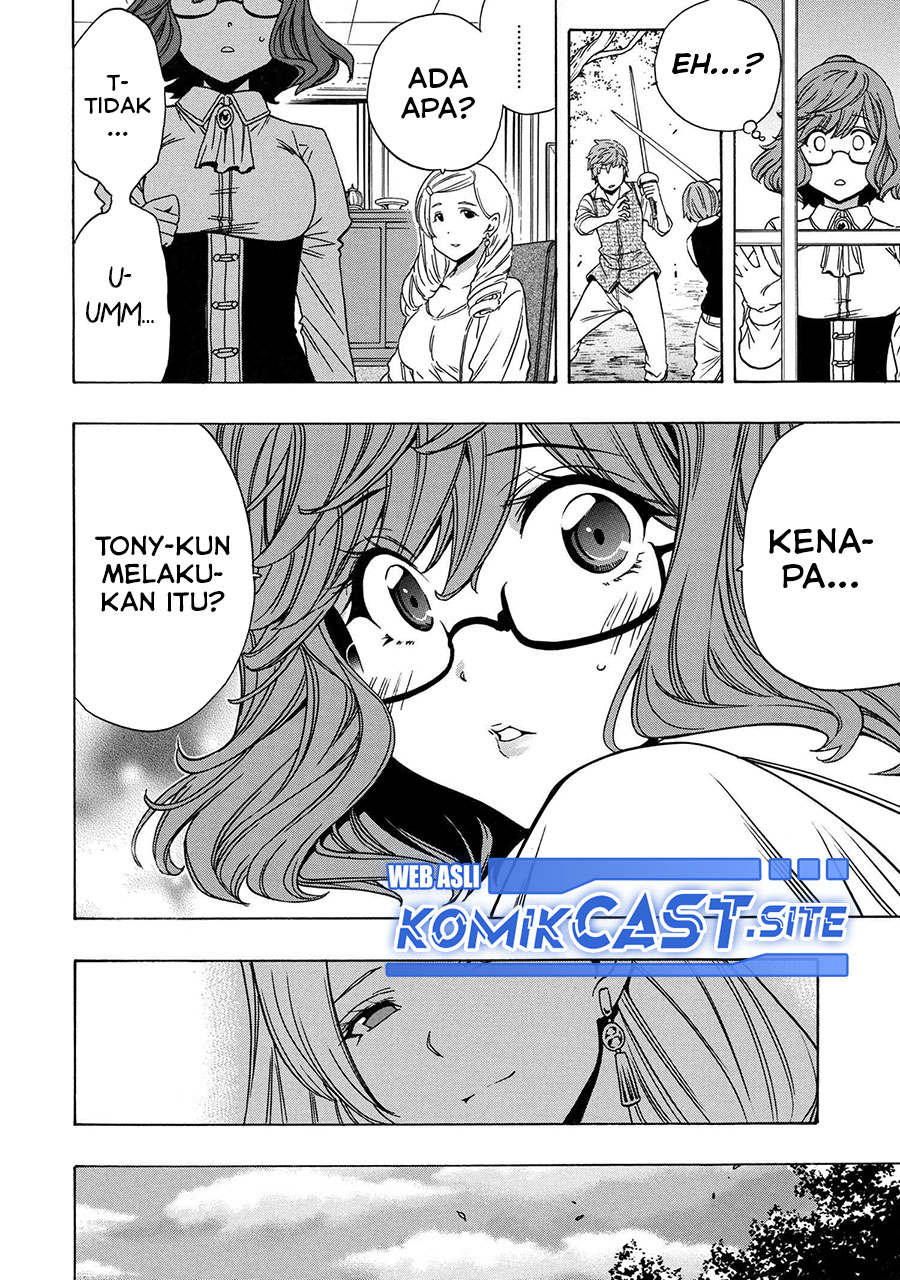 EH...?
.........
ADA
APA?
T-
TIDAK
...
U-
UMM...
KENA-
PA...
TONY-KUN
MELAKU-
KAN ITU?
WEB ASLI
KOMIKCAST.SITE